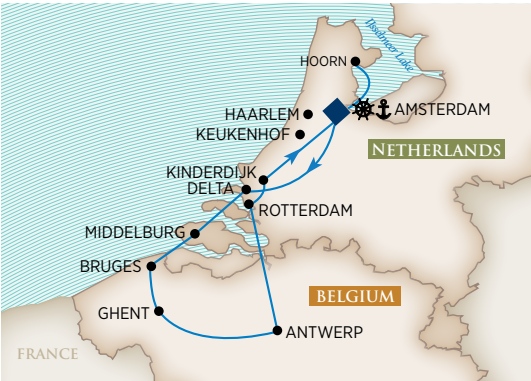 IJsselmeer Lake
HOORN
HAARLEM
AMSTERDAM
KEUKENHOF
NETHERLANDS
KINDERDIJK
DELTA
ROTTERDAM
MIDDELBURG
BRUGES
BELGIUM
GHENT
ANTWERP
FRANCE